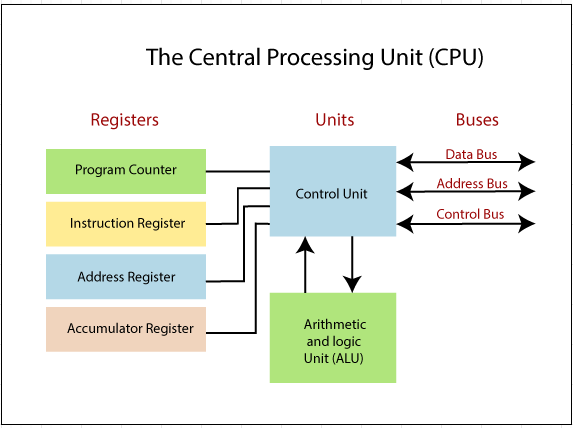 The Central Processing Unit (CPU)
Registers
Units
Buses
Program Counter
Instruction Register
Address Register
Accumulator Register
Control Unit
Arithmetic
and logic
Unit (ALU)
Data Bus
Address Bus
Control Bus